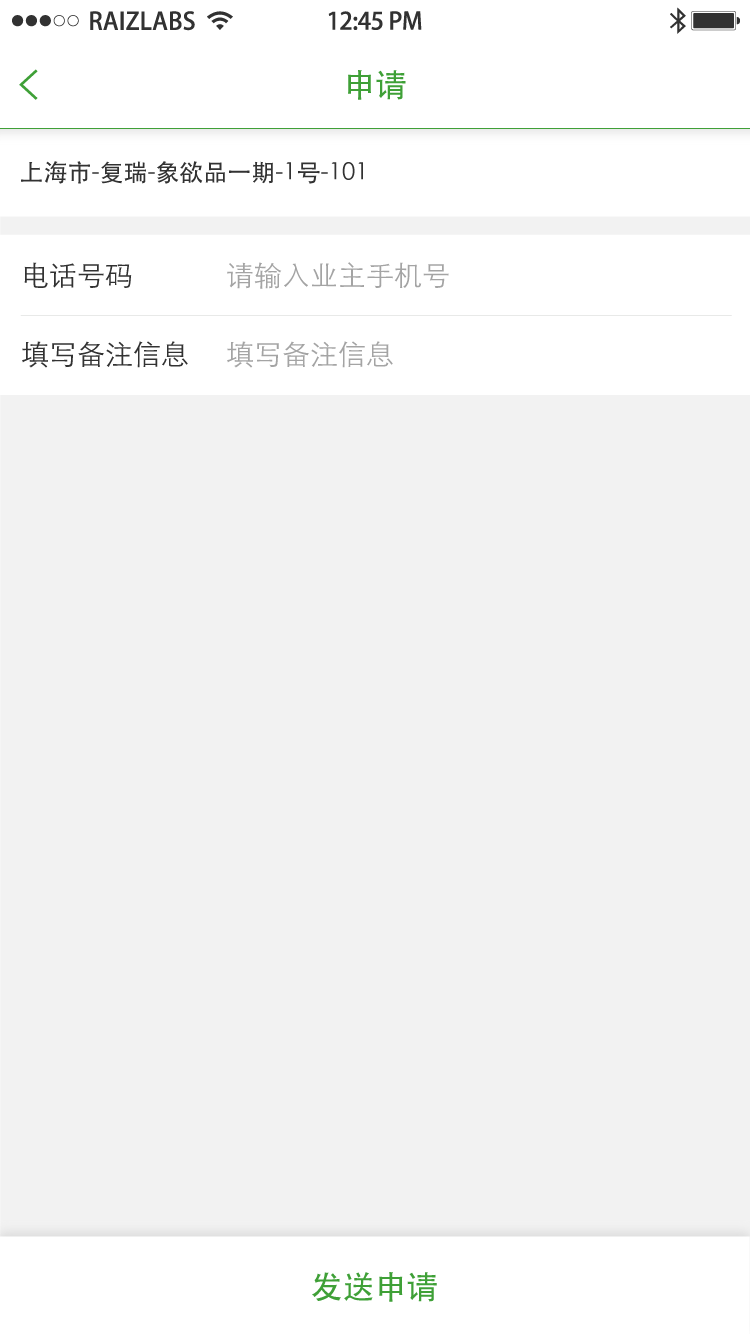 RAIZLABS 12:45 PM
申请
上海市-复瑞-象欲品一期-1号-101
电话号码 请输入业主手机号
填写备注信息 填写备注信息
发送申请